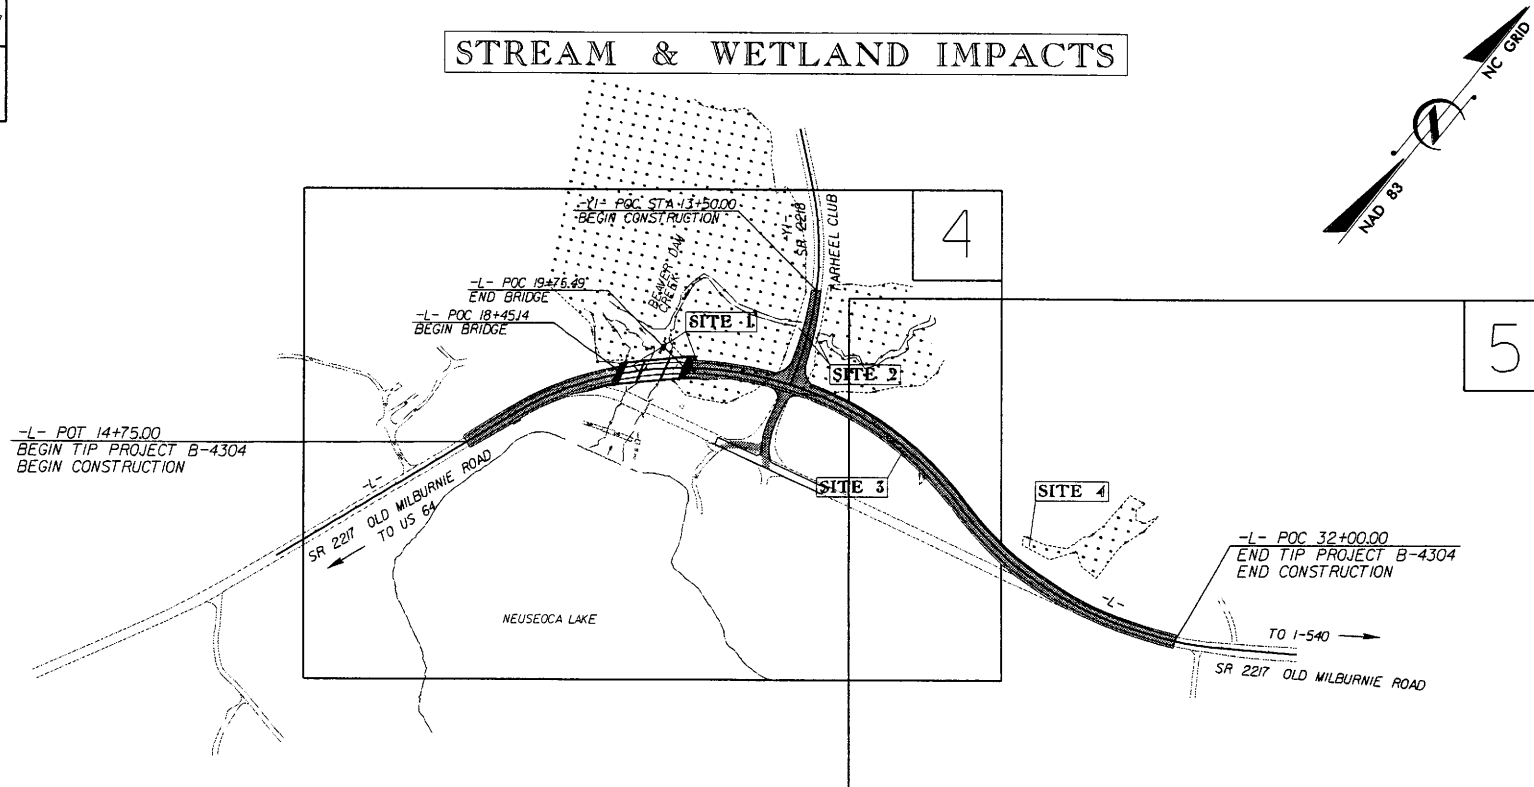 STREAM & WETLAND IMPACTS
NC GRID
NAD 83
-Y1- POC STA 13+50.00
BEGIN CONSTRUCTION
-Y1-
SR 2218
TARHEEL CLUB
4
BEAVER DAM
CREEK
-L- POC 19+76.49
END BRIDGE
-L- POC 18+45.14
BEGIN BRIDGE
SITE 1
SITE 2
5
-L- POT 14+75.00
BEGIN TIP PROJECT B-4304
BEGIN CONSTRUCTION
-L-
SR 2217 OLD MILBURNIE ROAD
TO US 64
SITE 3
SITE 4
-L- POC 32+00.00
END TIP PROJECT B-4304
END CONSTRUCTION
-L-
NEUSEOCA LAKE
TO I-540
SR 2217 OLD MILBURNIE ROAD